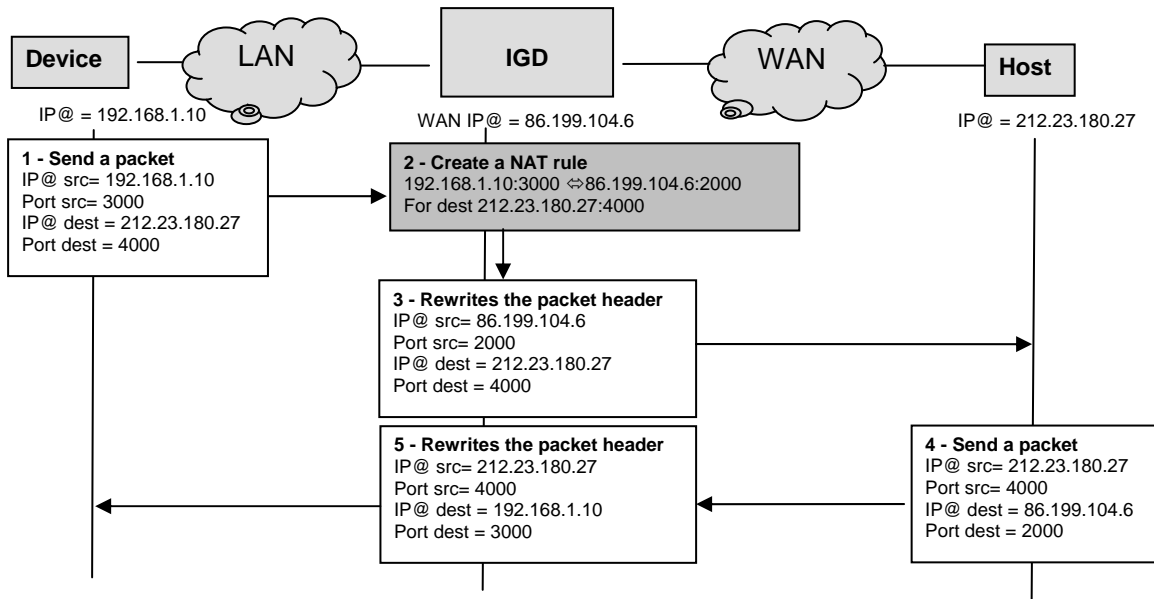 Device
LAN
IGD
WAN
Host
IP@ = 192.168.1.10
WAN IP@ = 86.199.104.6
IP@ = 212.23.180.27
1 - Send a packet
IP@ src= 192.168.1.10
Port src= 3000
IP@ dest = 212.23.180.27
Port dest = 4000
2 - Create a NAT rule
192.168.1.10:3000 ⇔86.199.104.6:2000
For dest 212.23.180.27:4000
3 - Rewrites the packet header
IP@ src= 86.199.104.6
Port src= 2000
IP@ dest = 212.23.180.27
Port dest = 4000
5 - Rewrites the packet header
IP@ src= 212.23.180.27
Port src= 4000
IP@ dest = 192.168.1.10
Port dest = 3000
4 - Send a packet
IP@ src= 212.23.180.27
Port src= 4000
IP@ dest = 86.199.104.6
Port dest = 2000